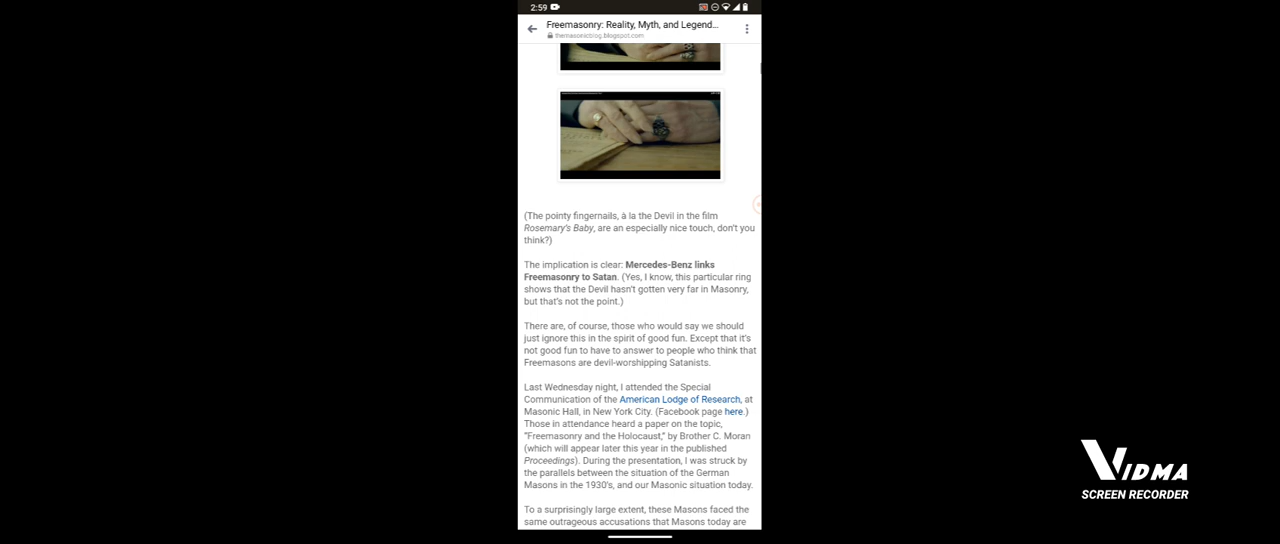 2:59
Freemasonry: Reality, Myth, and Legend...
themasonicblog.blogspot.com
(The pointy fingernails, à la the Devil in the film
Rosemary's Baby, are an especially nice touch, don't you
think?)
The implication is clear: Mercedes-Benz links
Freemasonry to Satan. (Yes, I know, this particular ring
shows that the Devil hasn't gotten very far in Masonry,
but that's not the point.)
There are, of course, those who would say we should
just ignore this in the spirit of good fun. Except that it's
not good fun to have to answer to people who think that
Freemasons are devil-worshipping Satanists.
Last Wednesday night, I attended the Special
Communication of the American Lodge of Research, at
Masonic Hall, in New York City. (Facebook page here.)
Those in attendance heard a paper on the topic,
"Freemasonry and the Holocaust," by Brother C. Moran
(which will appear later this year in the published
Proceedings). During the presentation, I was struck by
the parallels between the situation of the German
Masons in the 1930's, and our Masonic situation today.
To a surprisingly large extent, these Masons faced the
same outrageous accusations that Masons today are
VIDMA
SCREEN RECORDER